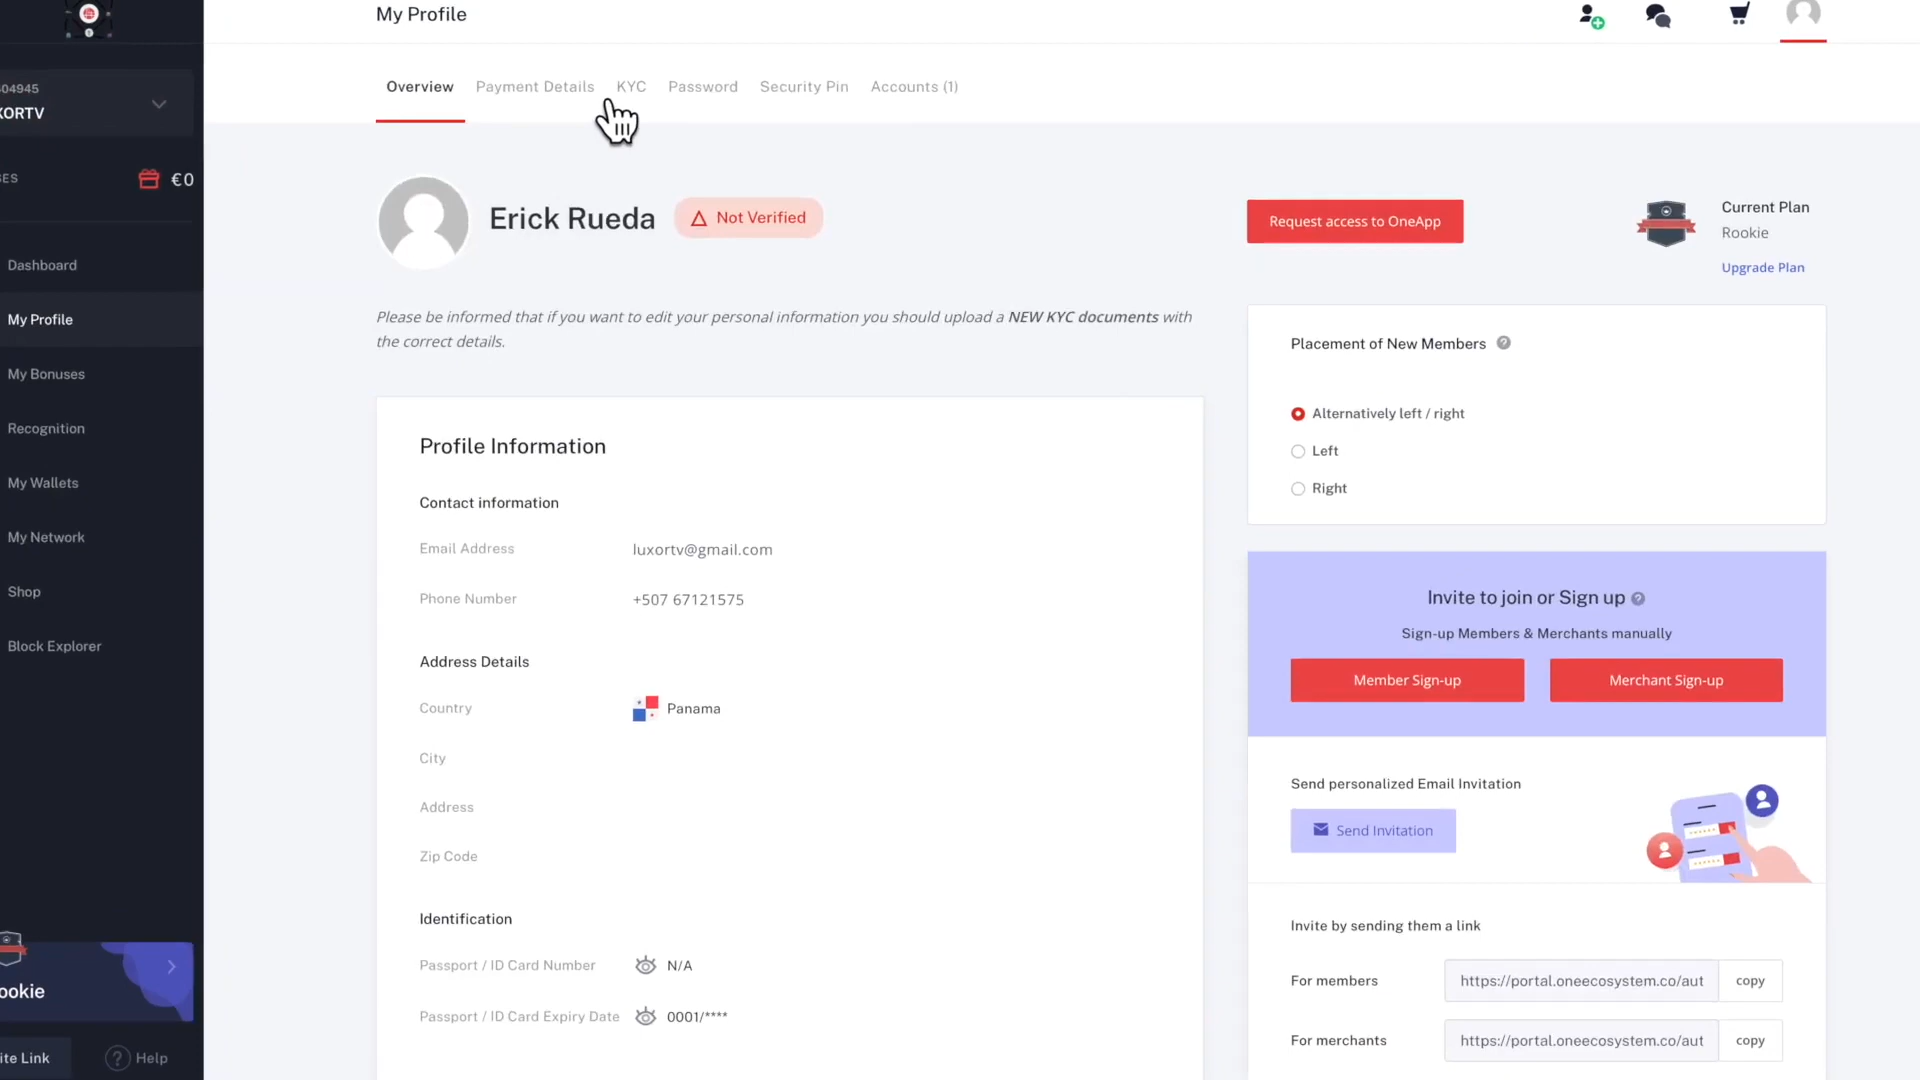 My Profile
04945
XORTV
€0
Dashboard
My Profile
My Bonuses
Recognition
My Wallets
My Network
Shop
Block Explorer
ookie
ite Link
Help
Overview Payment Details KYC Password Security Pin Accounts (1)
Erick Rueda
Not Verified
Request access to OneApp
Current Plan
Rookie
Upgrade Plan
Please be informed that if you want to edit your personal information you should upload a NEW KYC documents with
the correct details.
Profile Information
Contact information
Email Address luxortv@gmail.com
Phone Number +507 67121575
Address Details
Country Panama
City
Address
Zip Code
Identification
Passport / ID Card Number N/A
Passport / ID Card Expiry Date 0001/****
Placement of New Members
Alternatively left / right
Left
Right
Invite to join or Sign up
Sign-up Members & Merchants manually
Member Sign-up Merchant Sign-up
Send personalized Email Invitation
Send Invitation
Invite by sending them a link
For members https://portal.oneecosystem.co/aut copy
For merchants https://portal.oneecosystem.co/aut copy